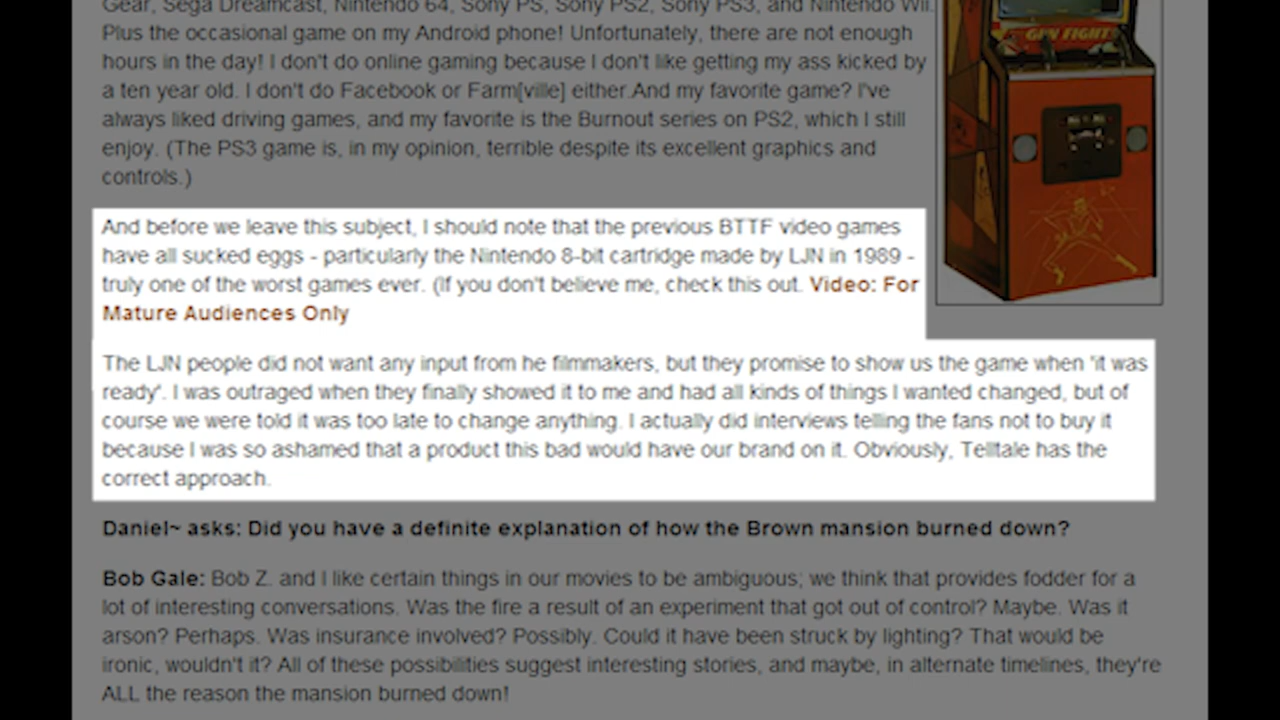 Gear, Sega Dreamcast, Nintendo 64, Sony PS, Sony PS2, Sony PS3, and Nintendo Wii.
Plus the occasional game on my Android phone! Unfortunately, there are not enough
hours in the day! I don't do online gaming because I don't like getting my ass kicked by
a ten year old. I don't do Facebook or Farm[ville] either.And my favorite game? I've
always liked driving games, and my favorite is the Burnout series on PS2, which I still
enjoy. (The PS3 game is, in my opinion, terrible despite its excellent graphics and
controls.)
GUN FIGHT
And before we leave this subject, I should note that the previous BTTF video games
have all sucked eggs - particularly the Nintendo 8-bit cartridge made by LJN in 1989 -
truly one of the worst games ever. (If you don't believe me, check this out. Video: For
Mature Audiences Only
The LJN people did not want any input from he filmmakers, but they promise to show us the game when "it was
ready". I was outraged when they finally showed it to me and had all kinds of things I wanted changed, but of
course we were told it was too late to change anything. I actually did interviews telling the fans not to buy it
because I was so ashamed that a product this bad would have our brand on it. Obviously, Telltale has the
correct approach.
Daniel~ asks: Did you have a definite explanation of how the Brown mansion burned down?
Bob Gale: Bob Z. and I like certain things in our movies to be ambiguous; we think that provides fodder for a
lot of interesting conversations. Was the fire a result of an experiment that got out of control? Maybe. Was it
arson? Perhaps. Was insurance involved? Possibly. Could it have been struck by lighting? That would be
ironic, wouldn't it? All of these possibilities suggest interesting stories, and maybe, in alternate timelines, they're
ALL the reason the mansion burned down!